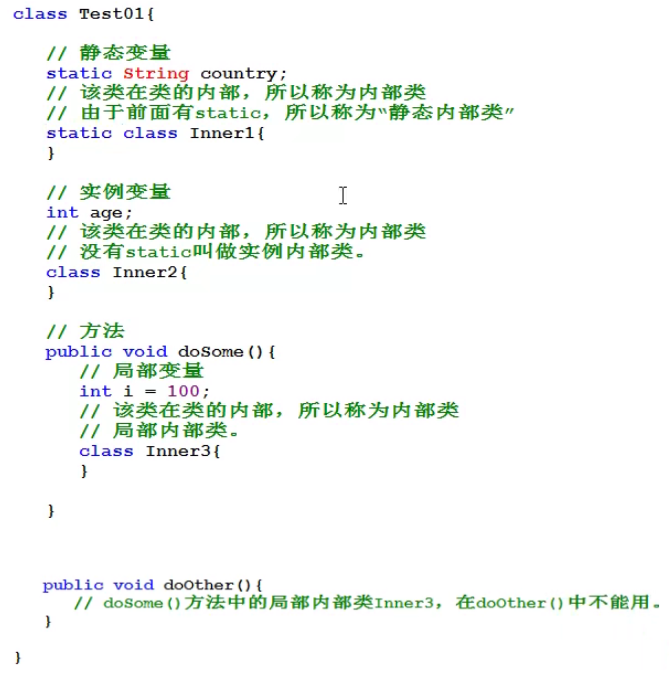 class Test01{
// 静态变量
static String country;
// 该类在类的内部，所以称为内部类
// 由于前面有static，所以称为“静态内部类”
static class Inner1{
}
// 实例变量
int age;
// 该类在类的内部，所以称为内部类
// 没有static叫做实例内部类。
class Inner2{
}
// 方法
public void doSome(){
// 局部变量
int i = 100;
// 该类在类的内部，所以称为内部类
// 局部内部类。
class Inner3{
}
}
public void doOther(){
// doSome()方法中的局部内部类Inner3，在doOther()中不能用。
}
}